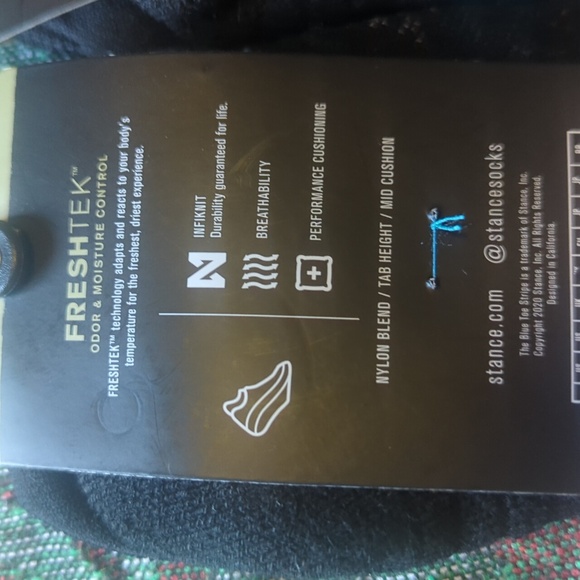 FRESHTEK™
ODOR & MOISTURE CONTROL
FRESHTEK™ technology adapts and reacts to your body's
temperature for the freshest, driest experience.
INFIKNIT
Durability guaranteed for life.
BREATHABILITY
PERFORMANCE CUSHIONING
NYLON BLEND / TAB HEIGHT / MID CUSHION
stance.com @stancesocks
The Blue Toe Stripe is a trademark of Stance, Inc.
Copyright 2020 Stance, Inc. All Rights Reserved.
Designed in California.